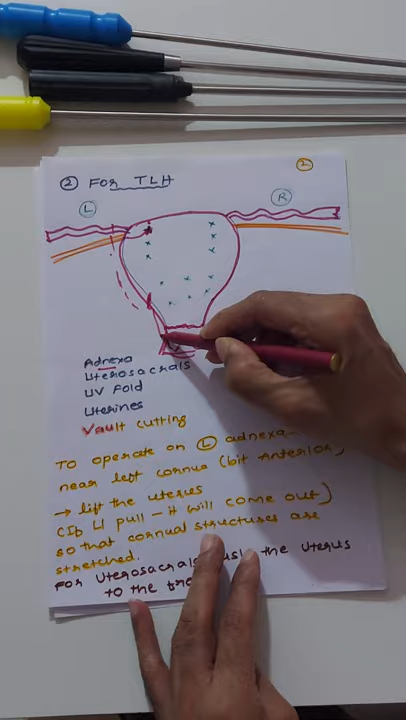 2
② For TLH
L
R
Adnexa
Uterosacrals
UV Fold
Uterines
Vault cutting
To operate on Ⓛ adnexa
near left cornua (bit Anterior)
→ lift the uterus
pull - it will come out)
so that cornual structures are
stretched.
For Uterosacrals the Uterus
to the